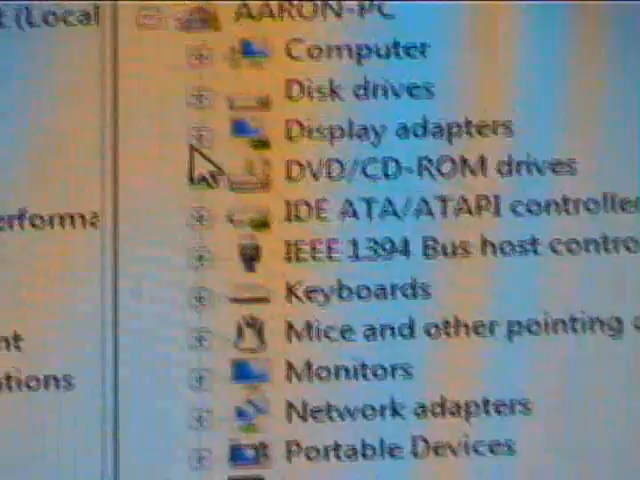 (Local
AARON-PC
Computer
Disk drives
Display adapters
DVD/CD-ROM drives
IDE ATA/ATAPI controller
erforma
IEEE 1394 Bus host contro
Keyboards
Mice and other pointing
nt
Monitors
tions
Network adapters
Portable Devices